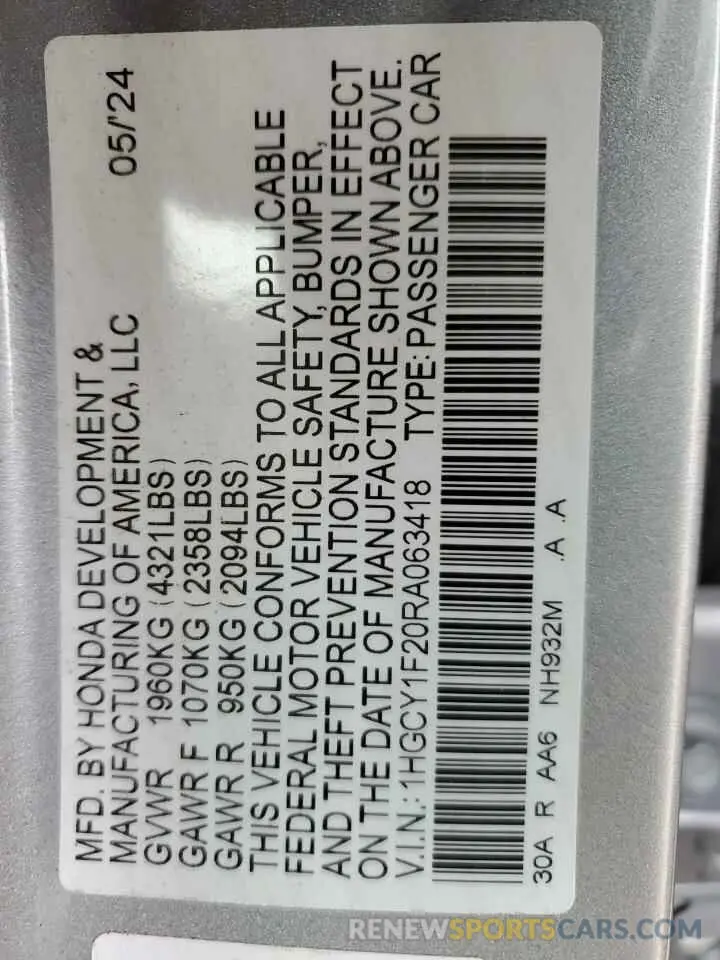 MFD. BY HONDA DEVELOPMENT &
MANUFACTURING OF AMERICA, LLC 05/'24
GVWR 1960KG (4321LBS)
GAWR F 1070KG (2358LBS)
GAWR R 950KG (2094LBS)
THIS VEHICLE CONFORMS TO ALL APPLICABLE
FEDERAL MOTOR VEHICLE SAFETY, BUMPER,
AND THEFT PREVENTION STANDARDS IN EFFECT
ON THE DATE OF MANUFACTURE SHOWN ABOVE.
V.I.N.: 1HGCY1F20RA063418 TYPE: PASSENGER CAR
30A R AA6 NH932M .A .A
RENEWSPORTSCARS.COM